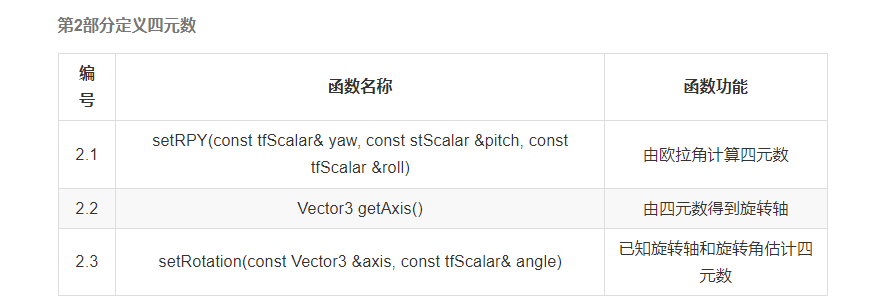 第2部分定义四元数
编
号
函数名称
函数功能
2.1
setRPY(const tfScalar& yaw, const stScalar &pitch, const
tfScalar &roll)
由欧拉角计算四元数
2.2
Vector3 getAxis()
由四元数得到旋转轴
2.3
setRotation(const Vector3 &axis, const tfScalar& angle)
已知旋转轴和旋转角估计四
元数